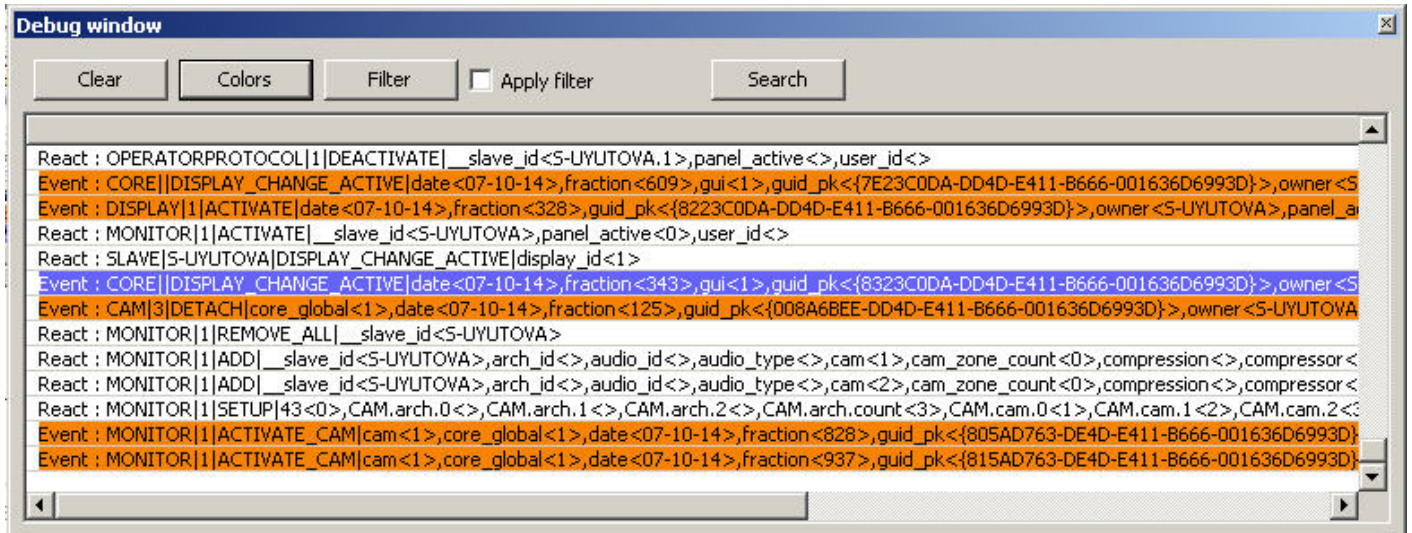 Debug window
Clear
Colors
Filter
Apply filter
Search
React : OPERATORPROTOCOL|1|DEACTIVATE|__slave_id<S-UYUTOVA.1>,panel_active<>,user_id<>
Event : CORE||DISPLAY_CHANGE_ACTIVE|date<07-10-14>,fraction<609>,gui<1>,guid_pk<{7E23C0DA-DD4D-E411-B666-001636D6993D}>,owner<S
Event : DISPLAY|1|ACTIVATE|date<07-10-14>,fraction<328>,guid_pk<{8223C0DA-DD4D-E411-B666-001636D6993D}>,owner<S-UYUTOVA>,panel_a
React : MONITOR|1|ACTIVATE|__slave_id<S-UYUTOVA>,panel_active<0>,user_id<>
React : SLAVE|S-UYUTOVA|DISPLAY_CHANGE_ACTIVE|display_id<1>
Event : CORE||DISPLAY_CHANGE_ACTIVE|date<07-10-14>,fraction<343>,gui<1>,guid_pk<{8323C0DA-DD4D-E411-B666-001636D6993D}>,owner<S
Event : CAM|3|DETACH|core_global<1>,date<07-10-14>,fraction<125>,guid_pk<{008A6BEE-DD4D-E411-B666-001636D6993D}>,owner<S-UYUTOVA
React : MONITOR|1|REMOVE_ALL|__slave_id<S-UYUTOVA>
React : MONITOR|1|ADD|__slave_id<S-UYUTOVA>,arch_id<>,audio_id<>,audio_type<>,cam<1>,cam_zone_count<0>,compression<>,compressor<
React : MONITOR|1|ADD|__slave_id<S-UYUTOVA>,arch_id<>,audio_id<>,audio_type<>,cam<2>,cam_zone_count<0>,compression<>,compressor<
React : MONITOR|1|SETUP|43<0>,CAM.arch.0<>,CAM.arch.1<>,CAM.arch.2<>,CAM.arch.count<3>,CAM.cam.0<1>,CAM.cam.1<2>,CAM.cam.2<3
Event : MONITOR|1|ACTIVATE_CAM|cam<1>,core_global<1>,date<07-10-14>,fraction<828>,guid_pk<{805AD763-DE4D-E411-B666-001636D6993D}
Event : MONITOR|1|ACTIVATE_CAM|cam<1>,core_global<1>,date<07-10-14>,fraction<937>,guid_pk<{815AD763-DE4D-E411-B666-001636D6993D}